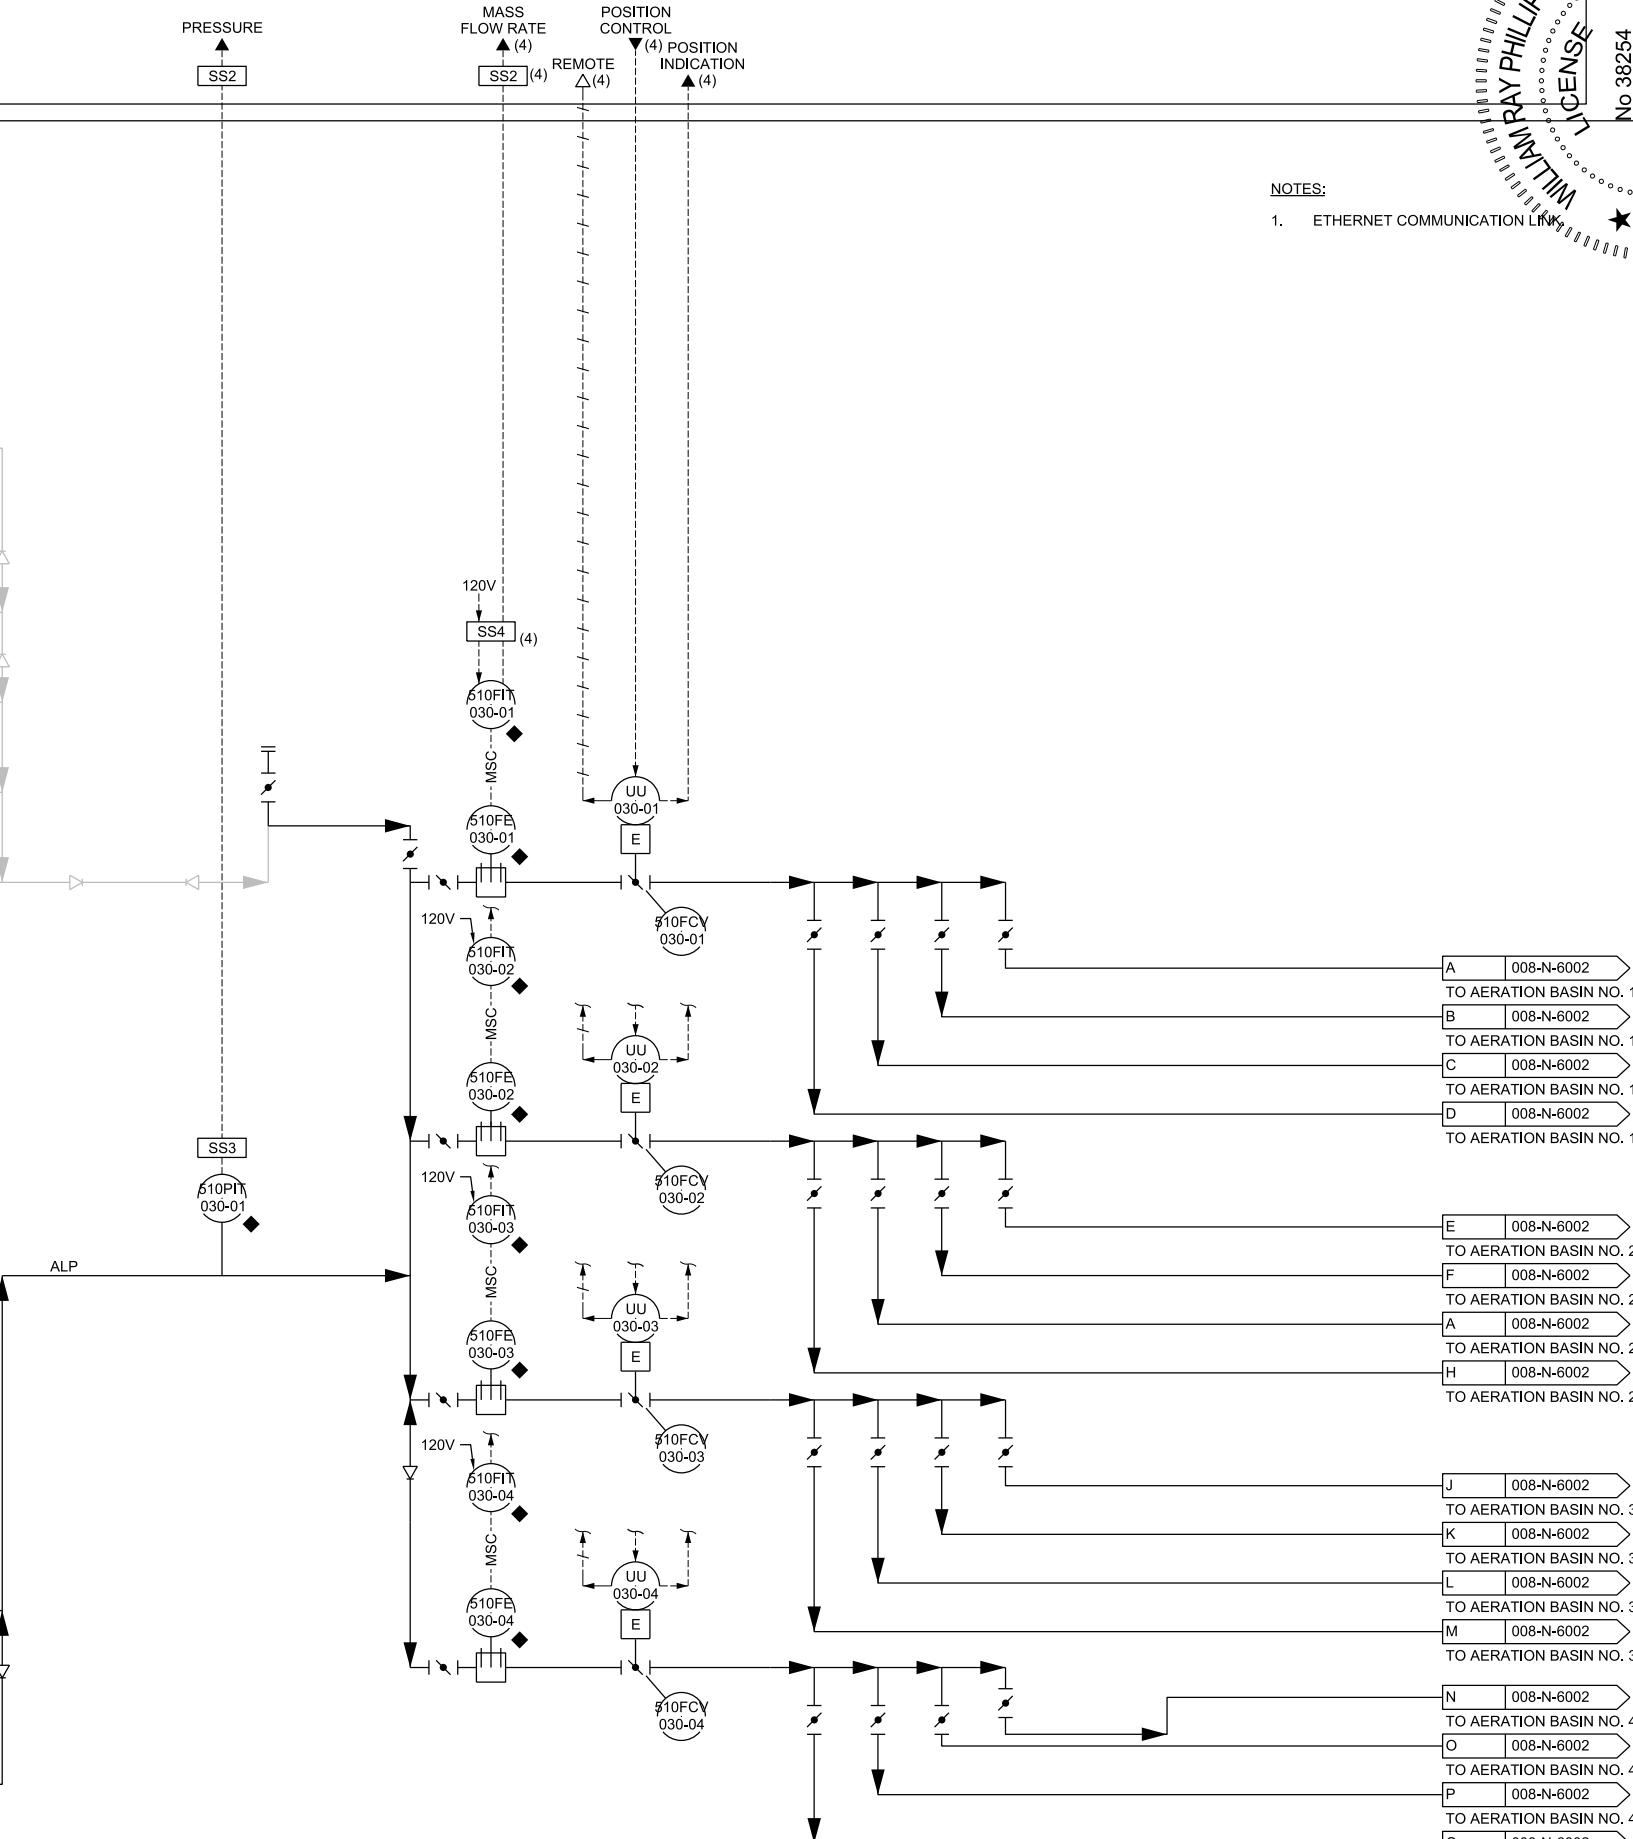 PRESSURE
MASS
FLOW RATE
(4)
SS2
SS2
(4)
REMOTE
(4)
POSITION
CONTROL
(4)
POSITION
INDICATION
(4)
WILLIAM RAY PHILLIP
LICENSE
No 38254
NOTES:
1. ETHERNET COMMUNICATION LINK.
120V
SS4
(4)
510FIT
030-01
MSC
510FE
030-01
UU
030-01
E
510FCV
030-01
120V
510FIT
030-02
MSC
510FE
030-02
UU
030-02
E
510FCV
030-02
A 008-N-6002
TO AERATION BASIN NO. 1
B 008-N-6002
TO AERATION BASIN NO. 1
C 008-N-6002
TO AERATION BASIN NO. 1
D 008-N-6002
TO AERATION BASIN NO. 1
SS3
510PIT
030-01
ALP
120V
510FIT
030-03
MSC
510FE
030-03
UU
030-03
E
510FCV
030-03
E 008-N-6002
TO AERATION BASIN NO. 2
F 008-N-6002
TO AERATION BASIN NO. 2
A 008-N-6002
TO AERATION BASIN NO. 2
H 008-N-6002
TO AERATION BASIN NO. 2
120V
510FIT
030-04
MSC
510FE
030-04
UU
030-04
E
510FCV
030-04
J 008-N-6002
TO AERATION BASIN NO. 3
K 008-N-6002
TO AERATION BASIN NO. 3
L 008-N-6002
TO AERATION BASIN NO. 3
M 008-N-6002
TO AERATION BASIN NO. 3
N 008-N-6002
TO AERATION BASIN NO. 4
O 008-N-6002
TO AERATION BASIN NO. 4
P 008-N-6002
TO AERATION BASIN NO. 4